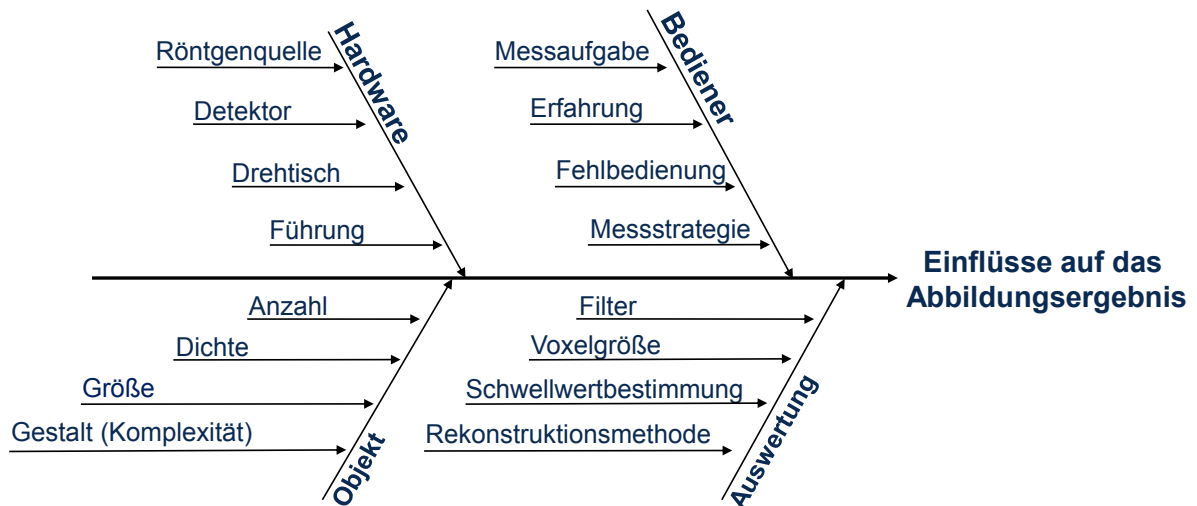 Hardware
Röntgenquelle
Detektor
Drehtisch
Führung
Bediener
Messaufgabe
Erfahrung
Fehlbedienung
Messstrategie
Einflüsse auf das
Abbildungsergebnis
Anzahl
Dichte
Größe
Gestalt (Komplexität)
Objekt
Filter
Voxelgröße
Schwellwertbestimmung
Rekonstruktionsmethode
Auswertung